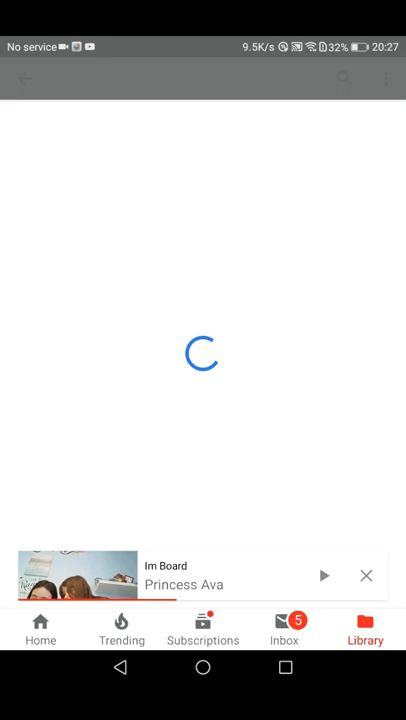 No service 9.5K/s 32% 20:27
Im Board
Princess Ava
5
Home Trending Subscriptions Inbox Library